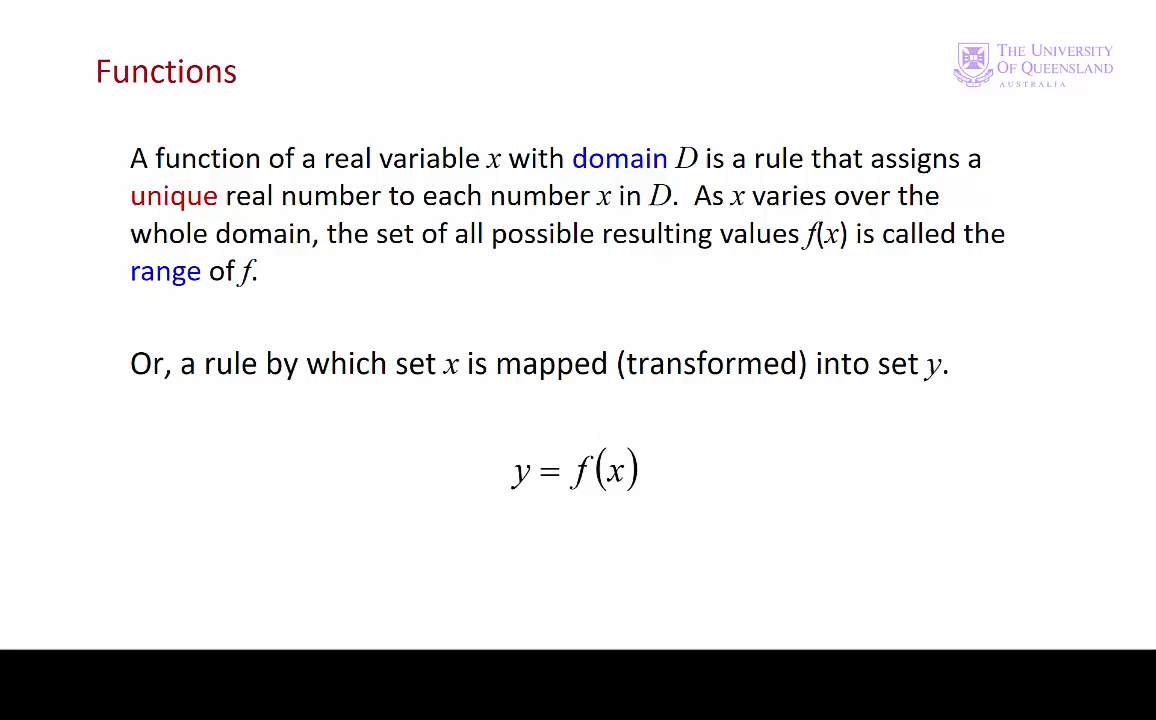 Functions
THE UNIVERSITY
OF QUEENSLAND
AUSTRALIA
A function of a real variable x with domain D is a rule that assigns a
unique real number to each number x in D. As x varies over the
whole domain, the set of all possible resulting values f(x) is called the
range of f.
Or, a rule by which set x is mapped (transformed) into set y.
y = f(x)